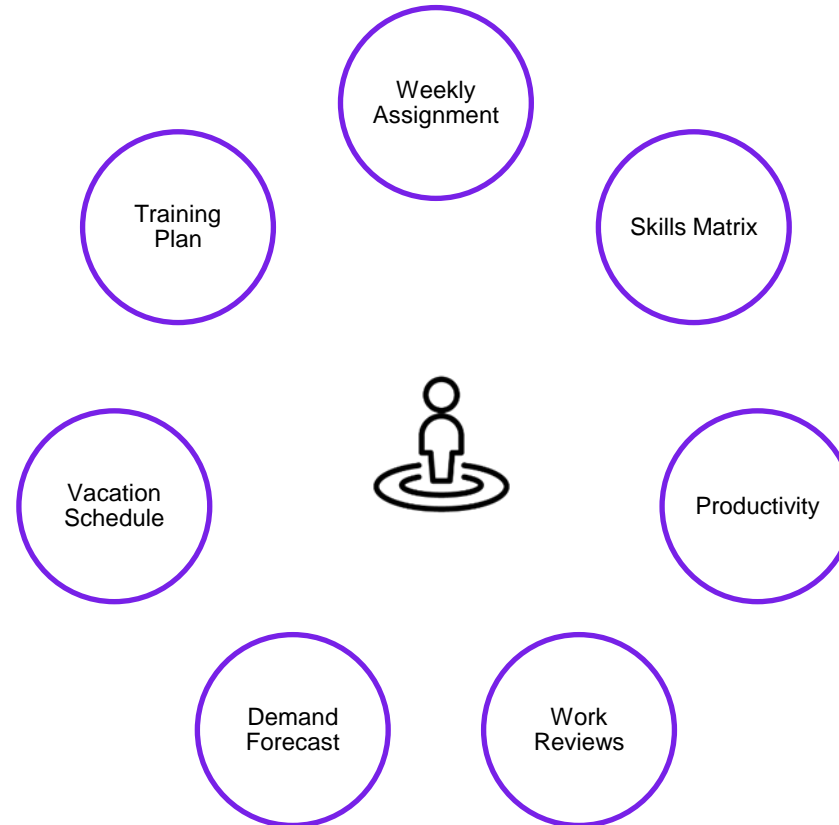 Weekly
Assignment
Training
Plan
Skills Matrix
Vacation
Schedule
Productivity
Demand
Forecast
Work
Reviews